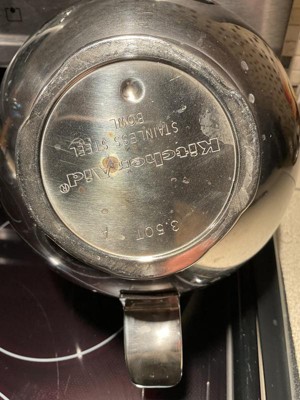 KitchenAid®
STAINLESS STEEL
BOWL
3.5QT